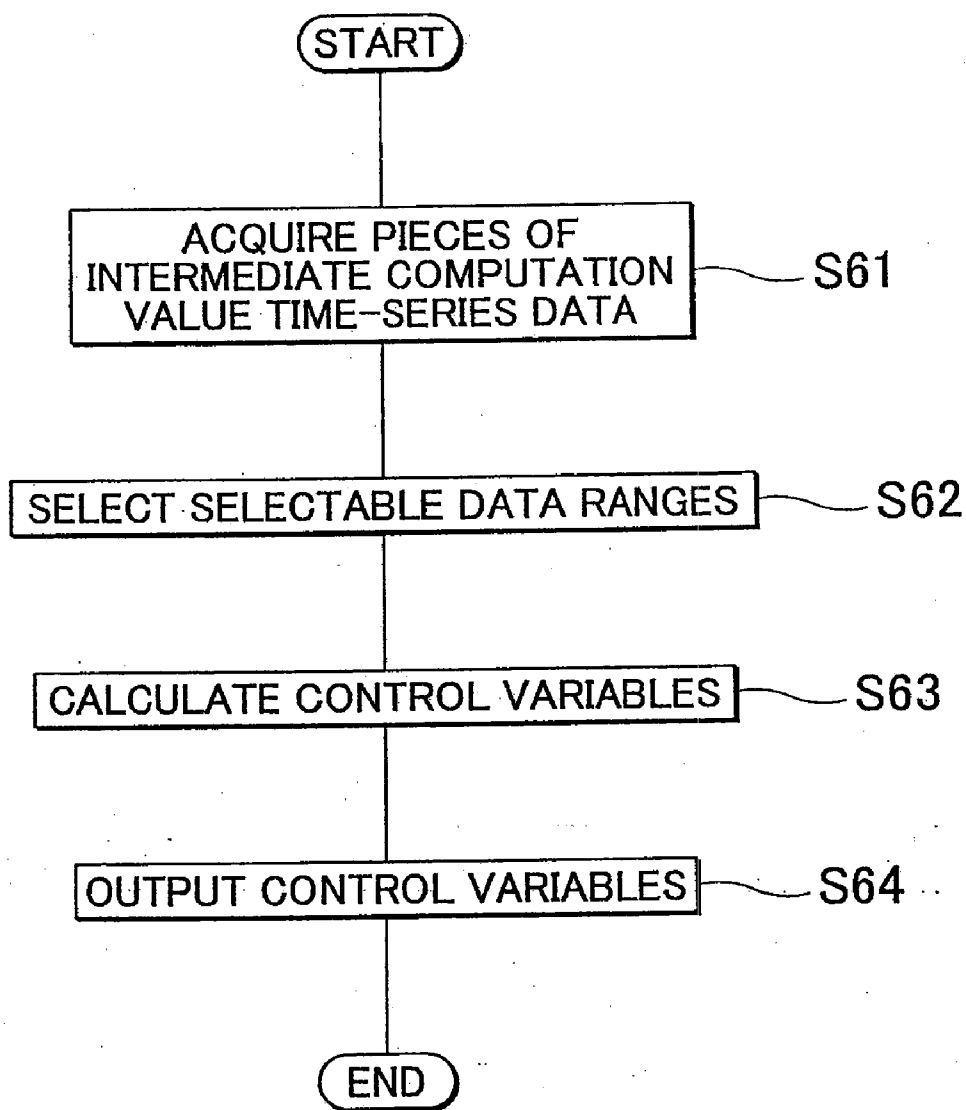 START
ACQUIRE PIECES OF
INTERMEDIATE COMPUTATION
VALUE TIME-SERIES DATA
S61
SELECT SELECTABLE DATA RANGES
S62
CALCULATE CONTROL VARIABLES
S63
OUTPUT CONTROL VARIABLES
S64
END